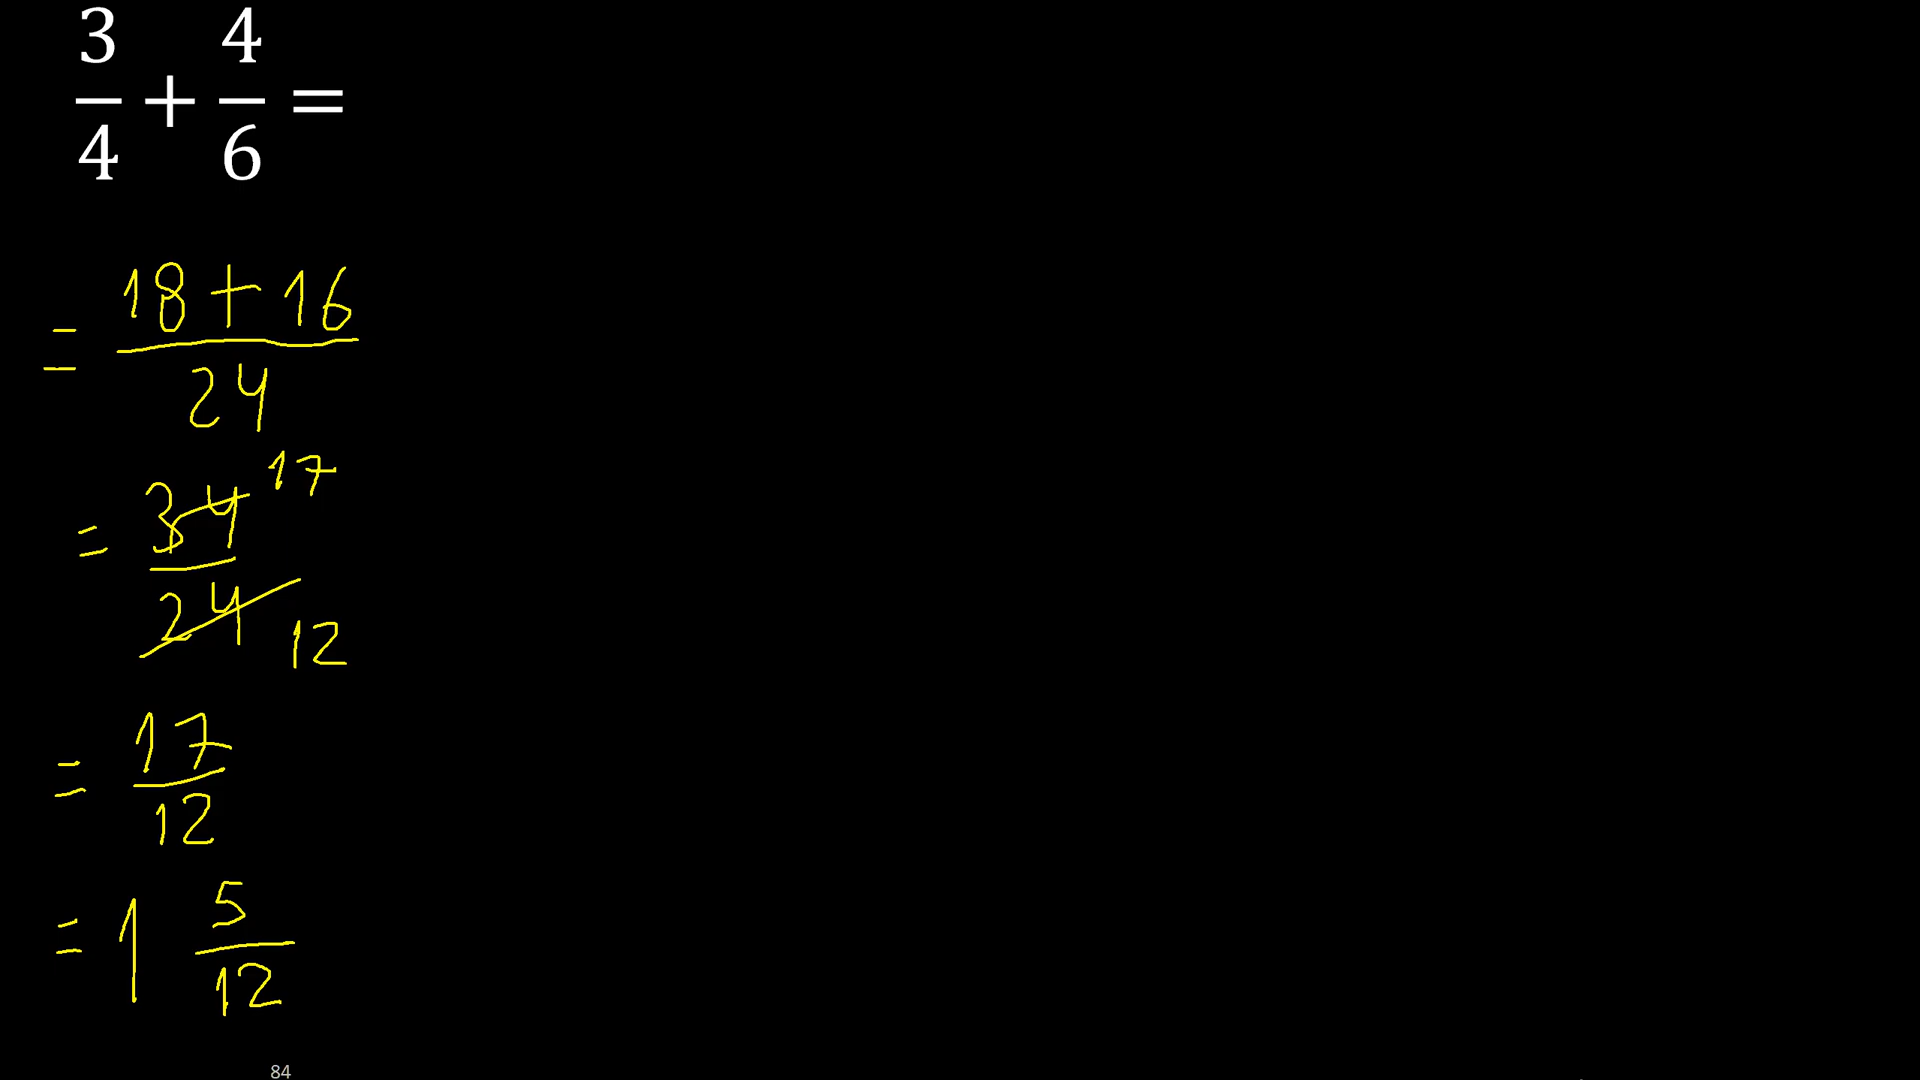 3/4 + 4/6 =
= 18 + 16 / 24
= 34/24 17 12
= 17/12
= 1 5/12
84